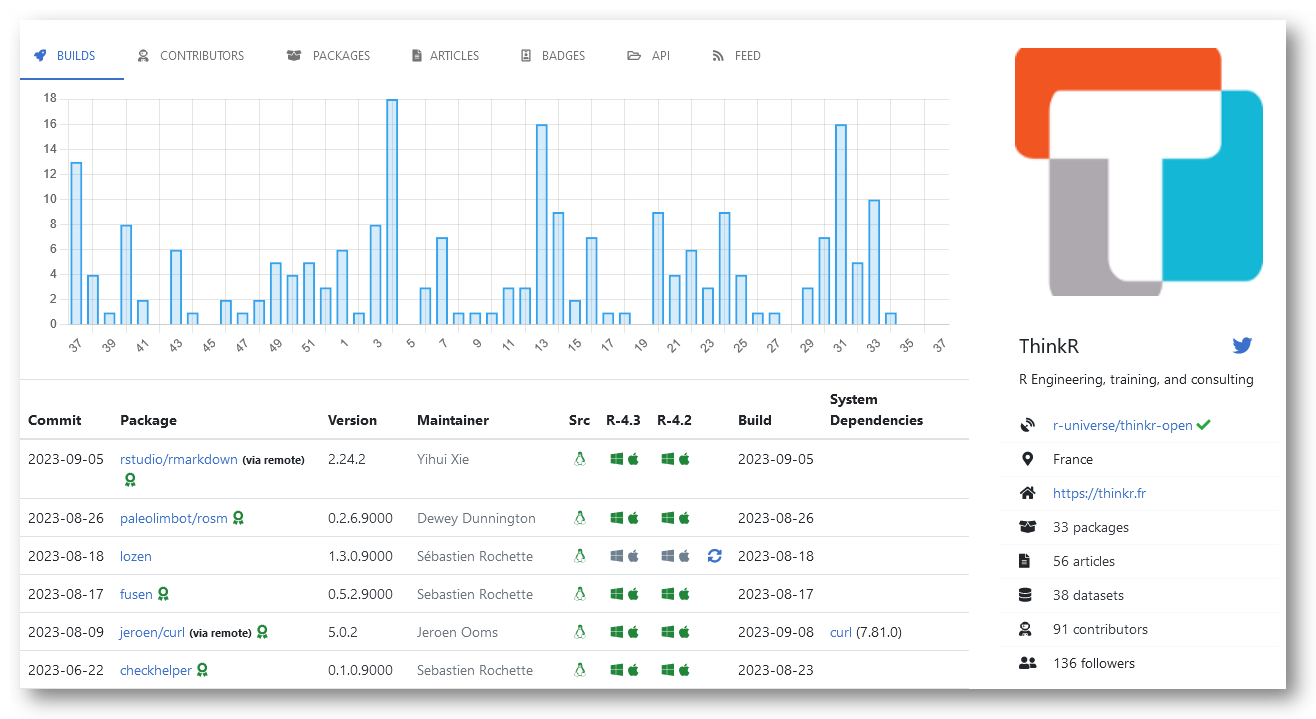 BUILDS CONTRIBUTORS PACKAGES ARTICLES BADGES API FEED
18
16
14
12
10
8
6
4
2
0
37 39 41 43 45 47 49 51 1 3 5 7 9 11 13 15 17 19 21 23 25 27 29 31 33 35 37
Commit Package Version Maintainer Src R-4.3 R-4.2 Build System Dependencies
2023-09-05 rstudio/rmarkdown (via remote) 2.24.2 Yihui Xie 2023-09-05
2023-08-26 paleolimbot/rosm 0.2.6.9000 Dewey Dunnington 2023-08-26
2023-08-18 lozen 1.3.0.9000 Sébastien Rochette 2023-08-18
2023-08-17 fusen 0.5.2.9000 Sebastien Rochette 2023-08-17
2023-08-09 jeroen/curl (via remote) 5.0.2 Jeroen Ooms 2023-09-08 curl (7.81.0)
2023-06-22 checkhelper 0.1.0.9000 Sebastien Rochette 2023-08-23
ThinkR
R Engineering, training, and consulting
r-universe/thinkr-open
France
https://thinkr.fr
33 packages
56 articles
38 datasets
91 contributors
136 followers